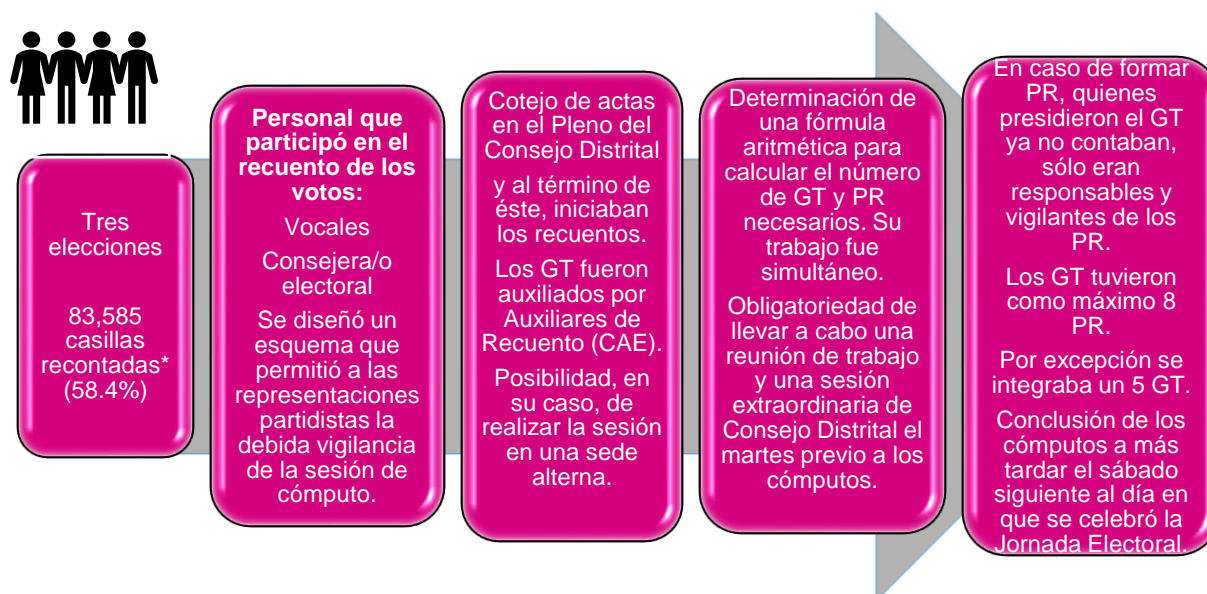 Tres
elecciones
83,585
casillas
recontadas*
(58.4%)
Personal que
participó en el
recuento de los
votos:
Vocales
Consejera/o
electoral
Se diseñó un
esquema que
permitió a las
representaciones
partidistas la
debida vigilancia
de la sesión de
cómputo.
Cotejo de actas
en el Pleno del
Consejo Distrital
y al término de
éste, iniciaban
los recuentos.
Los GT fueron
auxiliados por
Auxiliares de
Recuento (CAE).
Posibilidad, en
su caso, de
realizar la sesión
en una sede
alterna.
Determinación de
una fórmula
aritmética para
calcular el número
de GT y PR
necesarios. Su
trabajo fue
simultáneo.
Obligatoriedad de
llevar a cabo una
reunión de trabajo
y una sesión
extraordinaria de
Consejo Distrital el
martes previo a los
cómputos.
En caso de formar
PR, quienes
presidieron el GT
ya no contaban,
sólo eran
responsables y
vigilantes de los
PR.
Los GT tuvieron
como máximo 8
PR.
Por excepción se
integraba un 5 GT.
Conclusión de los
cómputos a más
tardar el sábado
siguiente al día en
que se celebró la
Jornada Electoral.